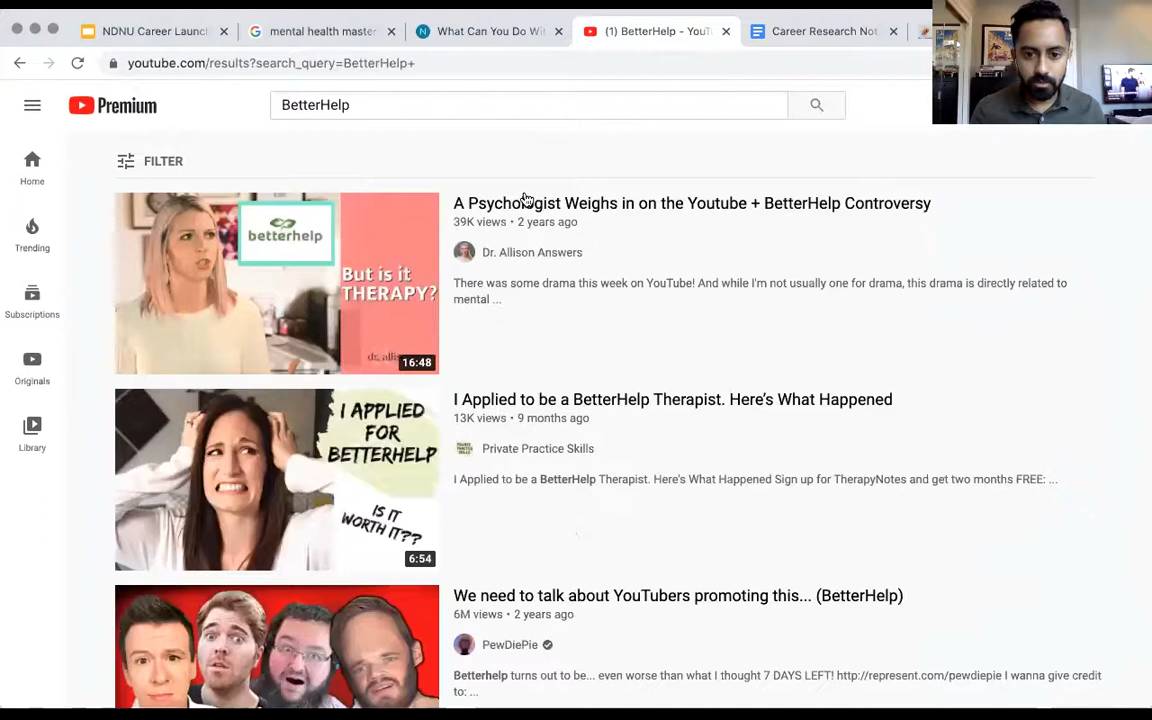 NDNU Career Launc
mental health master
What Can You Do Wi
(1) BetterHelp - YouT
Career Research Not
youtube.com/results?search_query=BetterHelp+
Premium
BetterHelp
FILTER
Home
Trending
Subscriptions
Originals
Library
betterhelp
But is it
THERAPY?
dr. alli
16:48
A Psychologist Weighs in on the Youtube + BetterHelp Controversy
39K views • 2 years ago
Dr. Allison Answers
There was some drama this week on YouTube! And while I'm not usually one for drama, this drama is directly related to
mental ...
I APPLIED
FOR
BETTERHELP
IS IT
WORTH IT??
6:54
I Applied to be a BetterHelp Therapist. Here's What Happened
13K views • 9 months ago
Private Practice Skills
I Applied to be a BetterHelp Therapist. Here's What Happened Sign up for TherapyNotes and get two months FREE: ...
We need to talk about YouTubers promoting this... (BetterHelp)
6M views • 2 years ago
PewDiePie
Betterhelp turns out to be... even worse than what I thought 7 DAYS LEFT! http://represent.com/pewdiepie I wanna give credit
to: ...